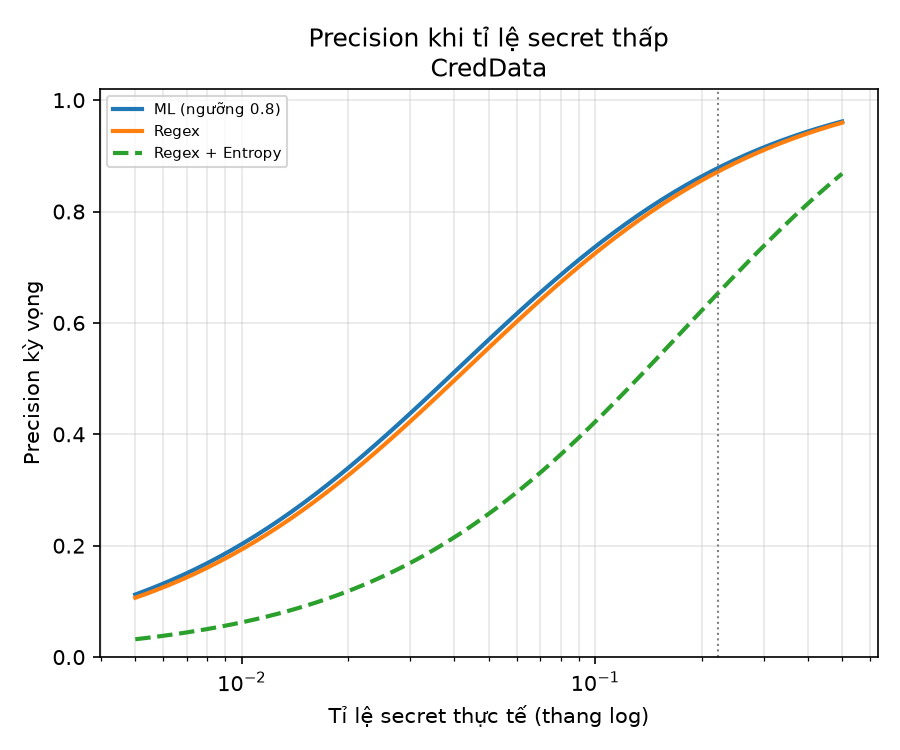 Precision khi tỉ lệ secret thấp
CredData
ML (ngưỡng 0.8)
Regex
Regex + Entropy
Precision kỳ vọng
1.0
0.8
0.6
0.4
0.2
0.0
10⁻²
10⁻¹
Tỉ lệ secret thực tế (thang log)